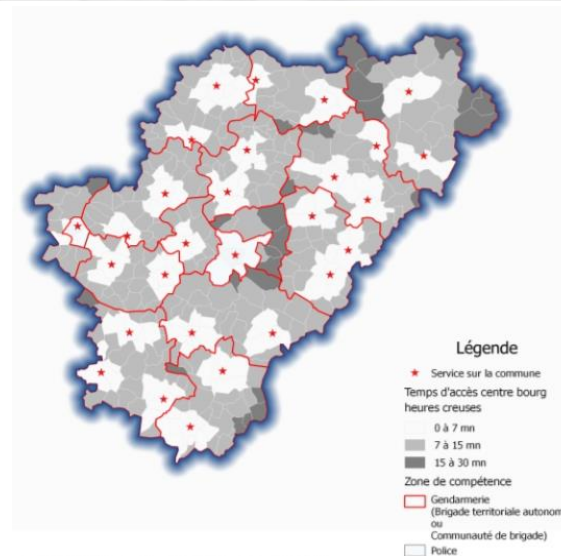 Légende
Service sur la commune
Temps d'accès centre bourg
heures creuses
0 à 7 mn
7 à 15 mn
15 à 30 mn
Zone de compétence
Gendarmerie
(Brigade territoriale autonom
ou
Communauté de brigade)
Police